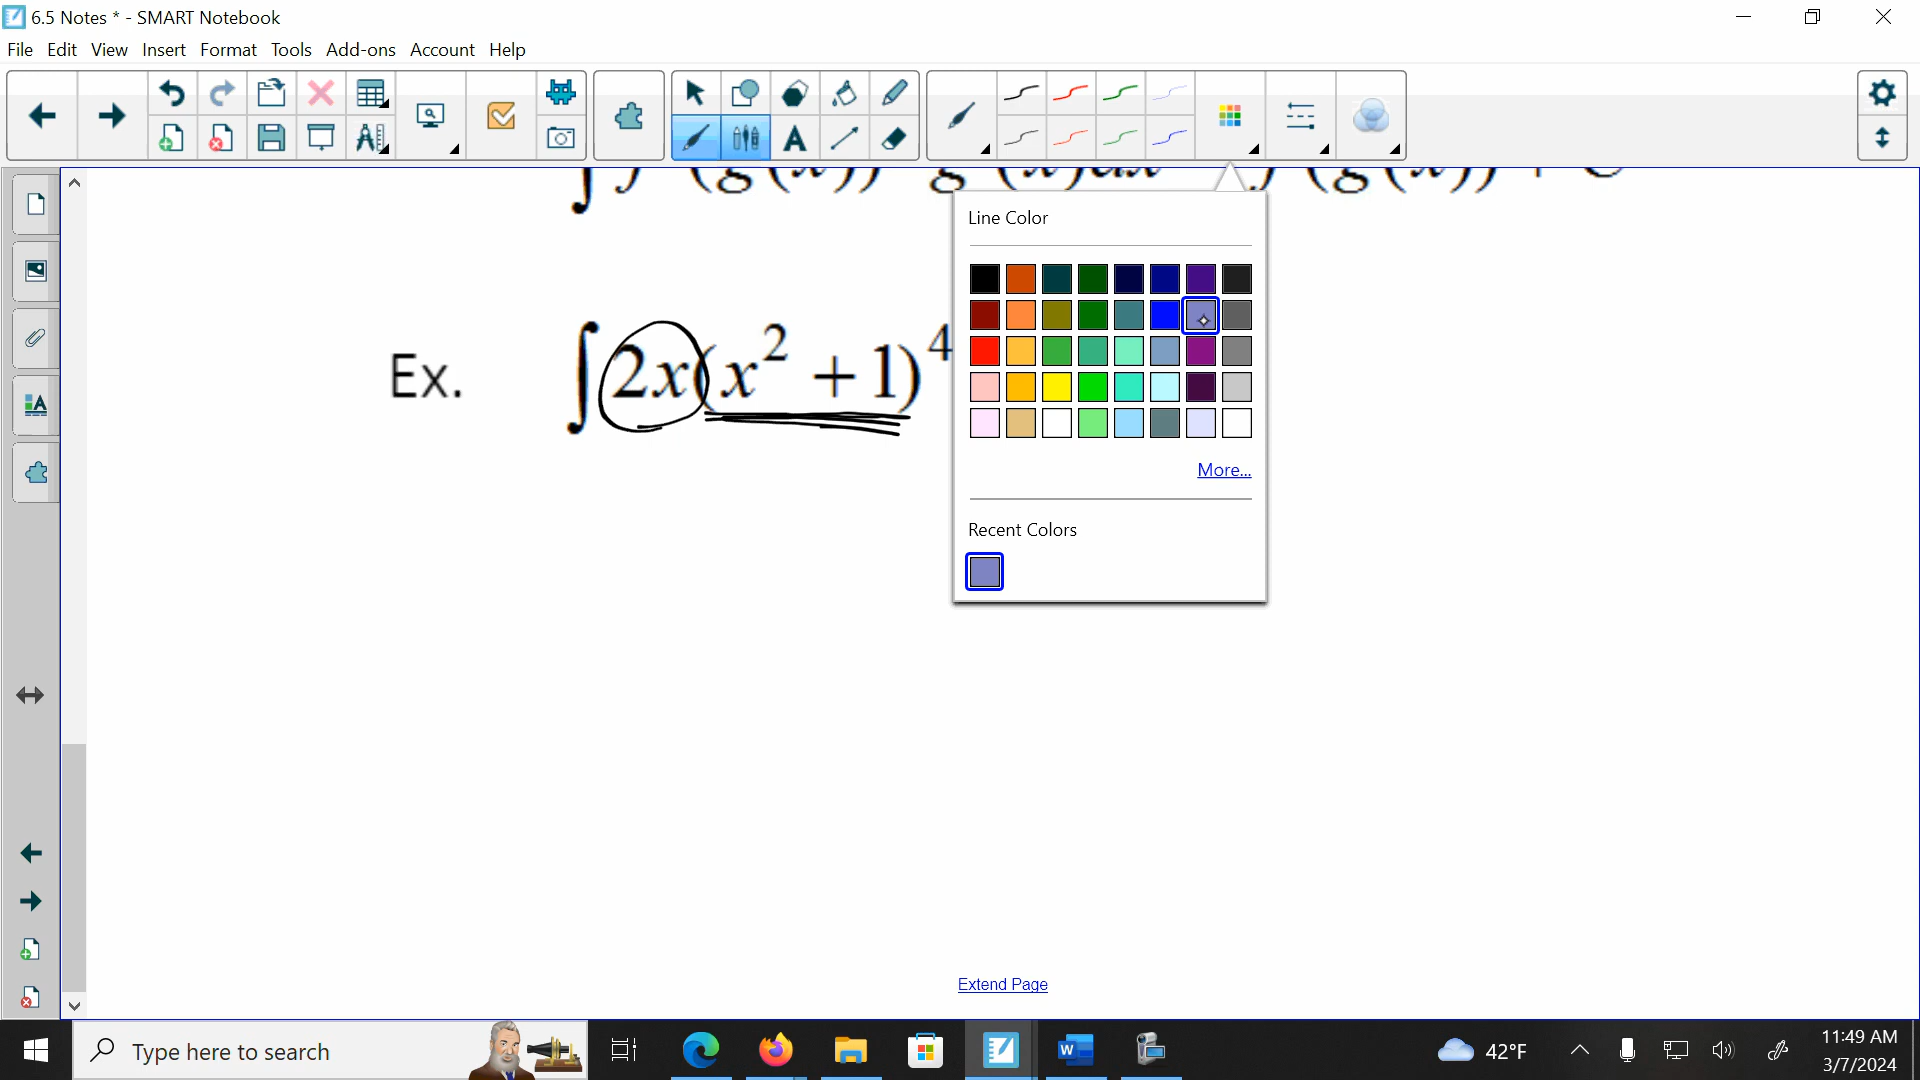 6.5 Notes * - SMART Notebook
File Edit View Insert Format Tools Add-ons Account Help
Line Color
Ex. ∫2x(x² + 1)⁴
More...
Recent Colors
Extend Page
Type here to search
42°F
11:49 AM
3/7/2024